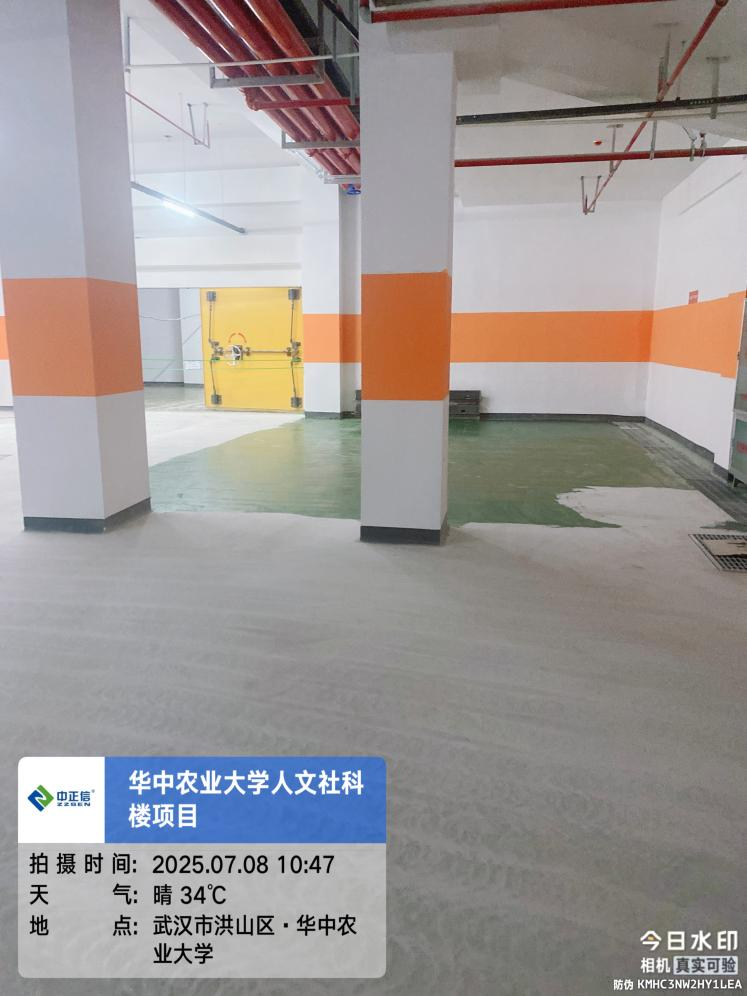 中正信
ZZSEN
华中农业大学人文社科
楼项目
拍摄时间: 2025.07.08 10:47
天气: 晴 34℃
地点: 武汉市洪山区·华中农
业大学
今日水印
相机 真实可验
防伪 KMHC3NW2HY1LEA